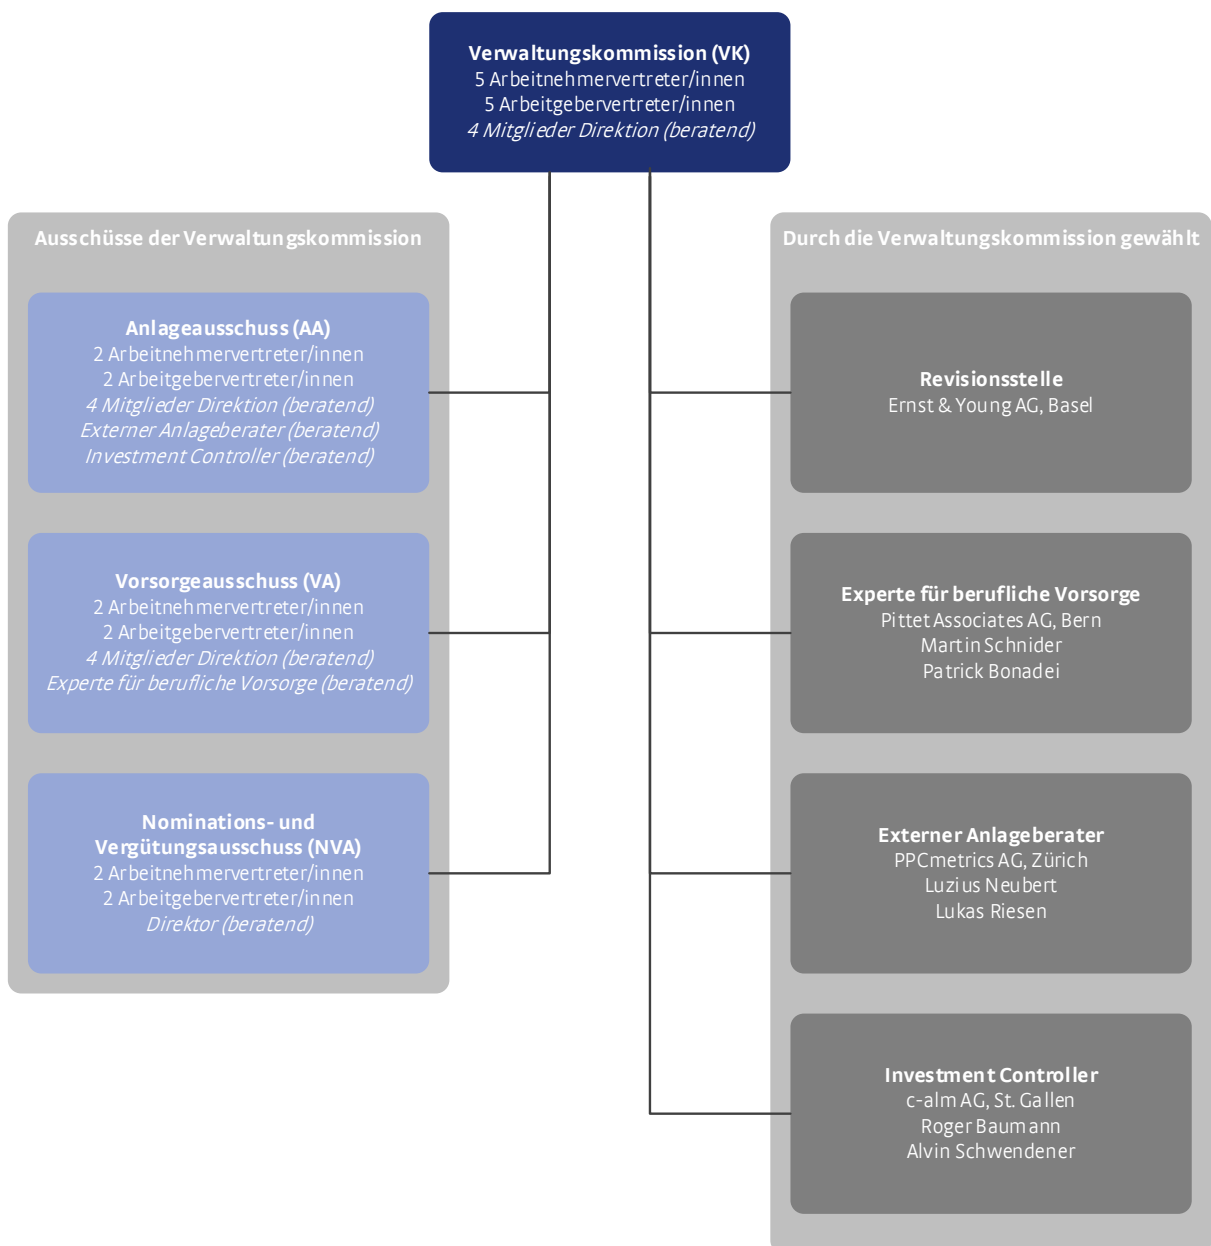 Verwaltungskommission (VK)
5 Arbeitnehmervertreter/innen
5 Arbeitgebervertreter/innen
4 Mitglieder Direktion (beratend)
Ausschüsse der Verwaltungskommission
Anlageausschuss (AA)
2 Arbeitnehmervertreter/innen
2 Arbeitgebervertreter/innen
4 Mitglieder Direktion (beratend)
Externer Anlageberater (beratend)
Investment Controller (beratend)
Vorsorgeausschuss (VA)
2 Arbeitnehmervertreter/innen
2 Arbeitgebervertreter/innen
4 Mitglieder Direktion (beratend)
Experte für berufliche Vorsorge (beratend)
Nominations- und
Vergütungsausschuss (NVA)
2 Arbeitnehmervertreter/innen
2 Arbeitgebervertreter/innen
Direktor (beratend)
Durch die Verwaltungskommission gewählt
Revisionsstelle
Ernst & Young AG, Basel
Experte für berufliche Vorsorge
Pittet Associates AG, Bern
Martin Schnider
Patrick Bonadei
Externer Anlageberater
PPCmetrics AG, Zürich
Luzius Neubert
Lukas Riesen
Investment Controller
c-alm AG, St. Gallen
Roger Baumann
Alvin Schwendener